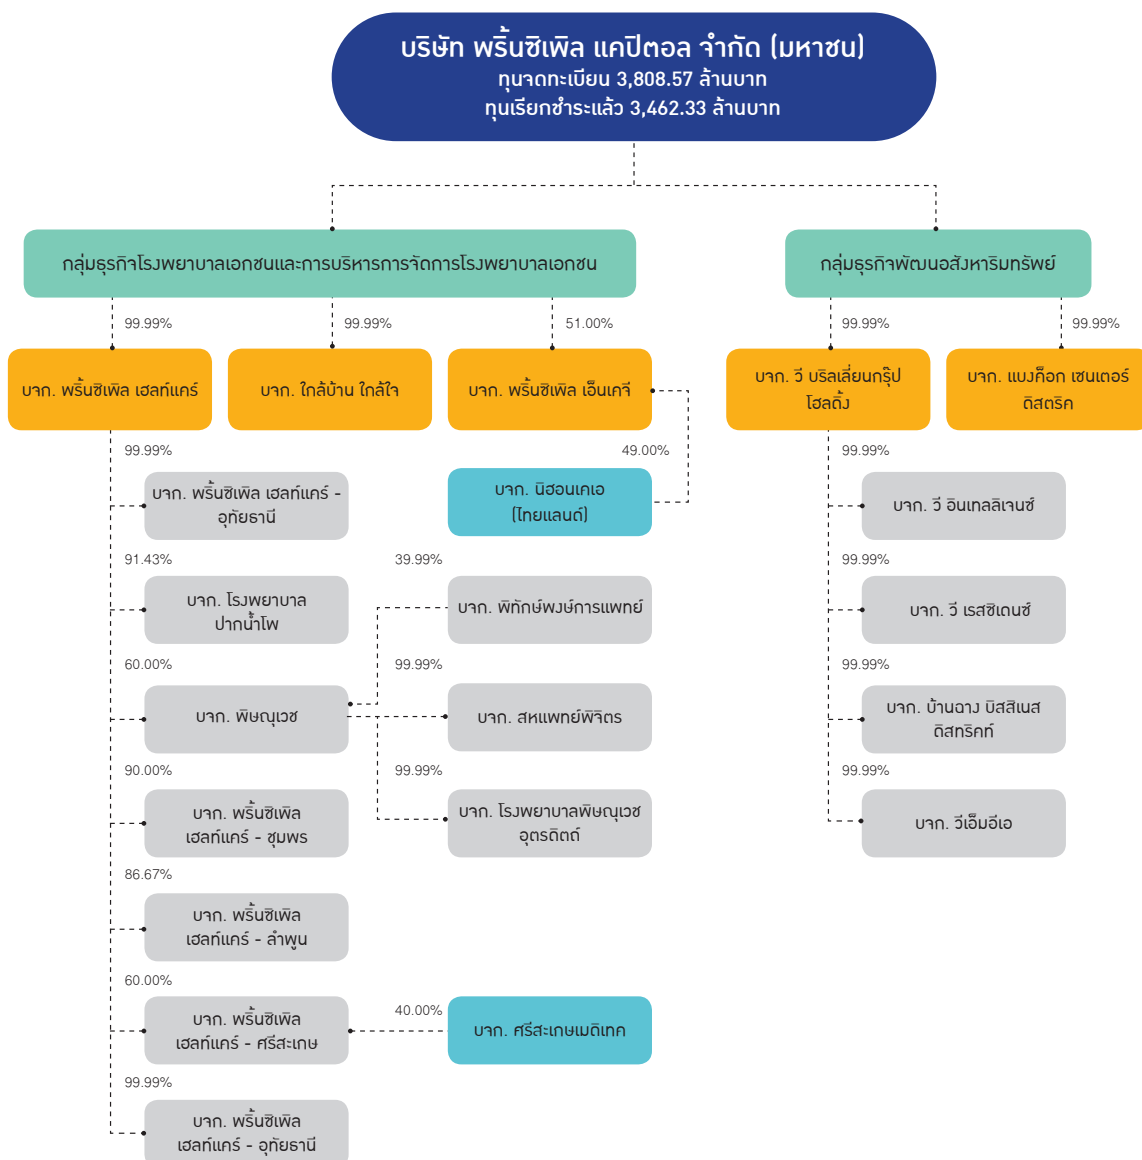 บริษัท พริ้นซิเพิล แคปิตอล จำกัด (มหาชน)
ทุนจดทะเบียน 3,808.57 ล้านบาท
ทุนเรียกชำระแล้ว 3,462.33 ล้านบาท
กลุ่มธุรกิจโรงพยาบาลเอกชนและการบริหารการจัดการโรงพยาบาลเอกชน
กลุ่มธุรกิจพัฒนอสังหาริมทรัพย์
99.99%
99.99%
51.00%
99.99%
99.99%
บจก. พริ้นซิเพิล เฮลท์แคร์
บจก. ใกล้บ้าน ใกล้ใจ
บจก. พริ้นซิเพิล เอ็นเคจี
บจก. วี บริลเลี่ยนกรุ๊ป
โฮลดิ้ง
บจก. แบงค็อก เซนเตอร์
ดิสตริค
99.99%
49.00%
99.99%
บจก. พริ้นซิเพิล เฮลท์แคร์ -
อุทัยธานี
บจก. นิฮอนเคเอ
(ไทยแลนด์)
บจก. วี อินเทลลิเจนซ์
91.43%
39.99%
99.99%
บจก. โรงพยาบาล
ปากน้ำโพ
บจก. พิทักษ์พงษ์การแพทย์
บจก. วี เรสซิเดนซ์
60.00%
99.99%
99.99%
บจก. พิษณุเวช
บจก. สหแพทย์พิจิตร
บจก. บ้านฉาง บิสสิเนส
ดิสทริคท์
90.00%
99.99%
99.99%
บจก. พริ้นซิเพิล
เฮลท์แคร์ - ชุมพร
บจก. โรงพยาบาลพิษณุเวช
อุตรดิตถ์
บจก. วีเอ็มอีเอ
86.67%
บจก. พริ้นซิเพิล
เฮลท์แคร์ - ลำพูน
60.00%
40.00%
บจก. พริ้นซิเพิล
เฮลท์แคร์ - ศรีสะเกษ
บจก. ศรีสะเกษเมดิเทค
99.99%
บจก. พริ้นซิเพิล
เฮลท์แคร์ - อุทัยธานี